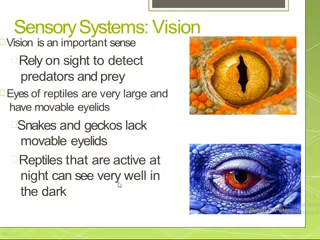 Sensory Systems: Vision
Vision is an important sense
Rely on sight to detect
predators and prey
Eyes of reptiles are very large and
have movable eyelids
Snakes and geckos lack
movable eyelids
Reptiles that are active at
night can see very well in
the dark